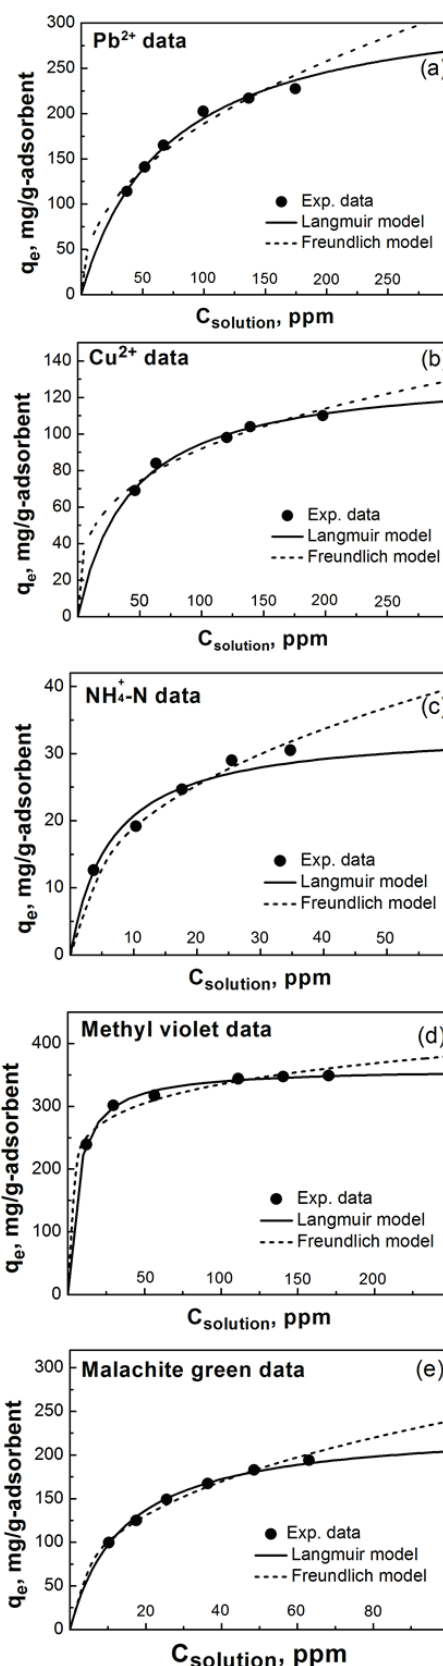 Pb²⁺ data
(a)
300
250
200
150
100
50
0
50 100 150 200 250
qₑ, mg/g-adsorbent
Exp. data
Langmuir model
Freundlich model
C_solution, ppm
Cu²⁺ data
(b)
140
120
100
80
60
40
20
0
50 100 150 200 250
qₑ, mg/g-adsorbent
Exp. data
Langmuir model
Freundlich model
C_solution, ppm
NH₄⁺-N data
(c)
40
30
20
10
0
10 20 30 40 50
qₑ, mg/g-adsorbent
Exp. data
Langmuir model
Freundlich model
C_solution, ppm
Methyl violet data
(d)
400
300
200
100
0
50 100 150 200
qₑ, mg/g-adsorbent
Exp. data
Langmuir model
Freundlich model
C_solution, ppm
Malachite green data
(e)
300
250
200
150
100
50
0
20 40 60 80
qₑ, mg/g-adsorbent
Exp. data
Langmuir model
Freundlich model
C_solution, ppm